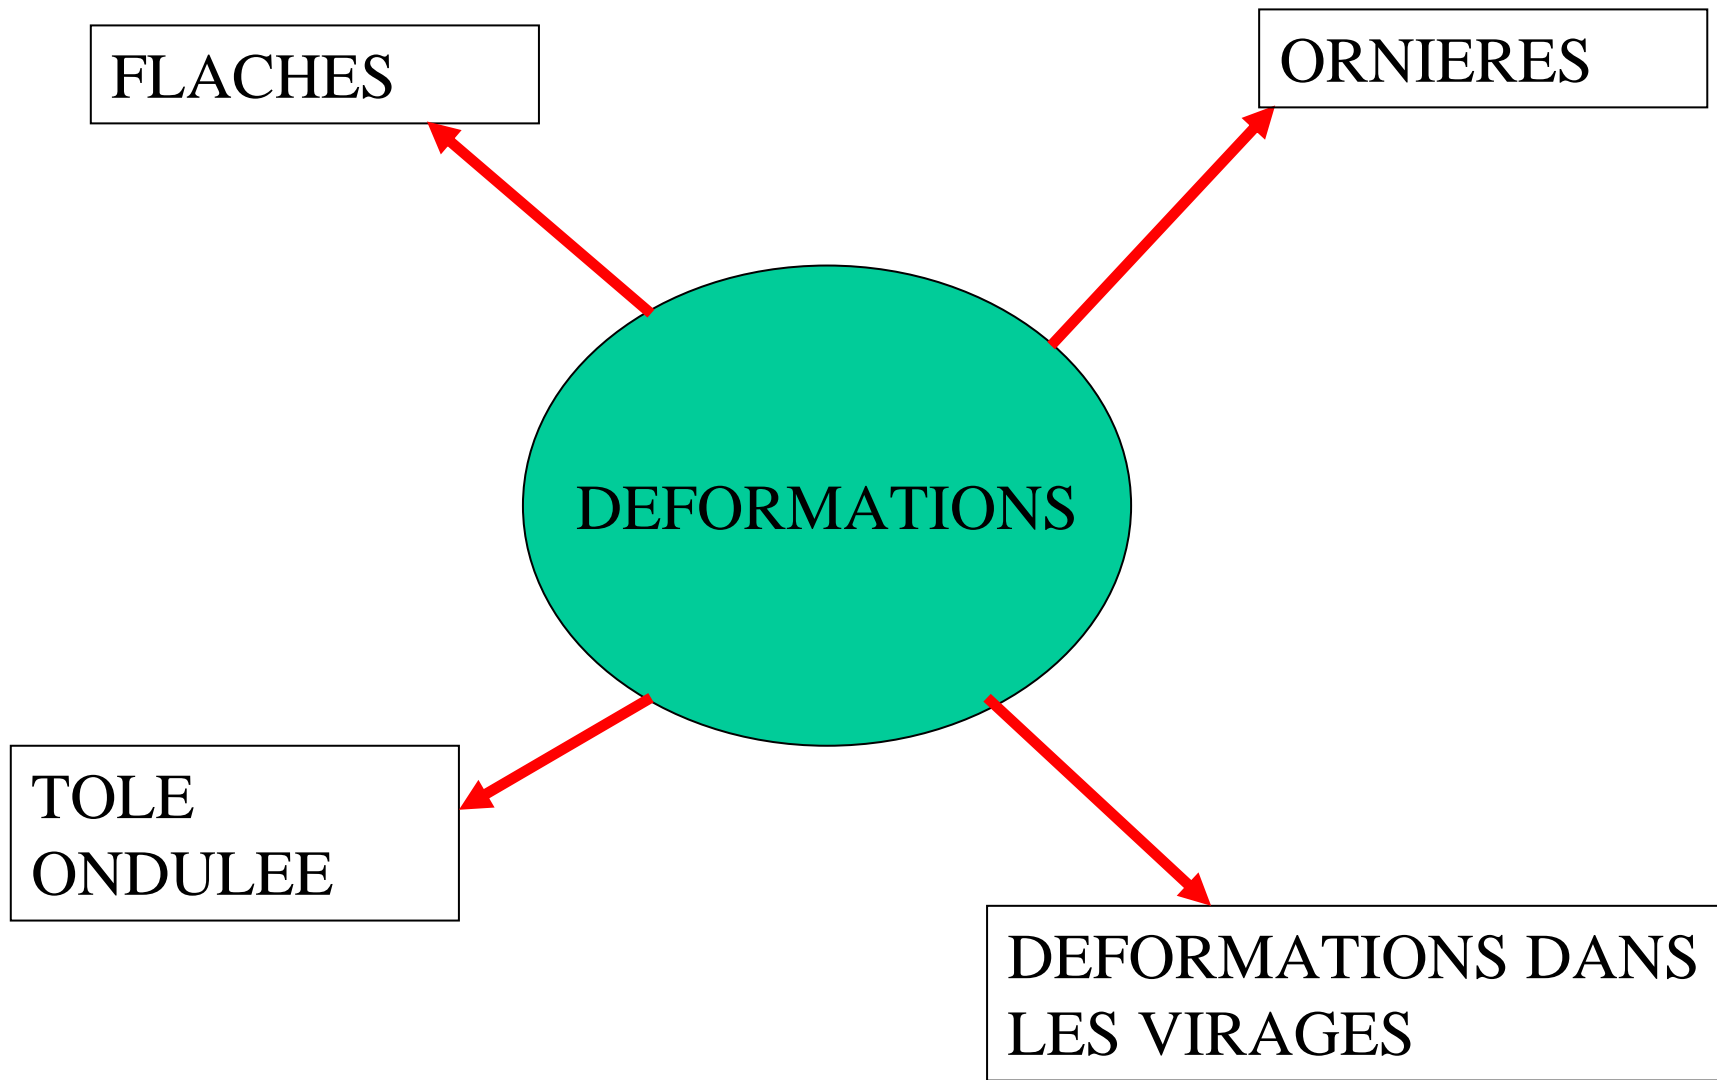 FLACHES
ORNIERES
DEFORMATIONS
TOLE
ONDULEE
DEFORMATIONS DANS
LES VIRAGES